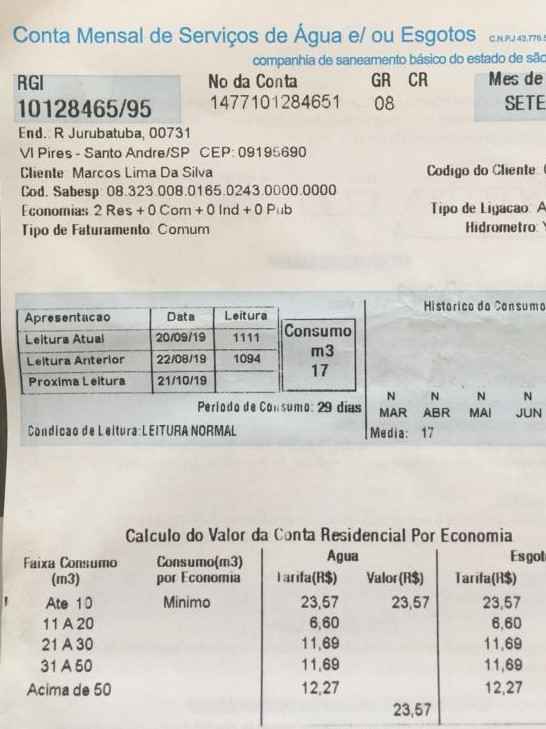 Conta Mensal de Serviços de Água e/ ou Esgotos C.N.P.J 43.776.5
companhia de saneamento básico do estado de são
RGI No da Conta GR CR Mes de
10128465/95 1477101284651 08 SETE
End.: R Jurubatuba, 00731
VI Pires - Santo Andre/SP CEP: 09195690
Cliente: Marcos Lima Da Silva Codigo do Cliente:
Cod. Sabesp: 08.323.008.0165.0243.0000.0000
Economias: 2 Res + 0 Com + 0 Ind + 0 Pub Tipo de Ligacao: A
Tipo de Faturamento: Comum Hidrometro: Y
Historico do Consumo
Apresentacao Data Leitura
Leitura Atual 20/09/19 1111 Consumo
Leitura Anterior 22/08/19 1094 m3
Proxima Leitura 21/10/19 17
N N N N
Periodo de Consumo: 29 dias MAR ABR MAI JUN
Condicao de Leitura:LEITURA NORMAL Media: 17
Calculo do Valor da Conta Residencial Por Economia
Faixa Consumo Consumo(m3) Agua Esgoto
(m3) por Economia Tarifa(R$) Valor(R$) Tarifa(R$)
Ate 10 Minimo 23,57 23,57 23,57
11 A 20 6,60 6,60
21 A 30 11,69 11,69
31 A 50 11,69 11,69
Acima de 50 12,27 12,27
23,57